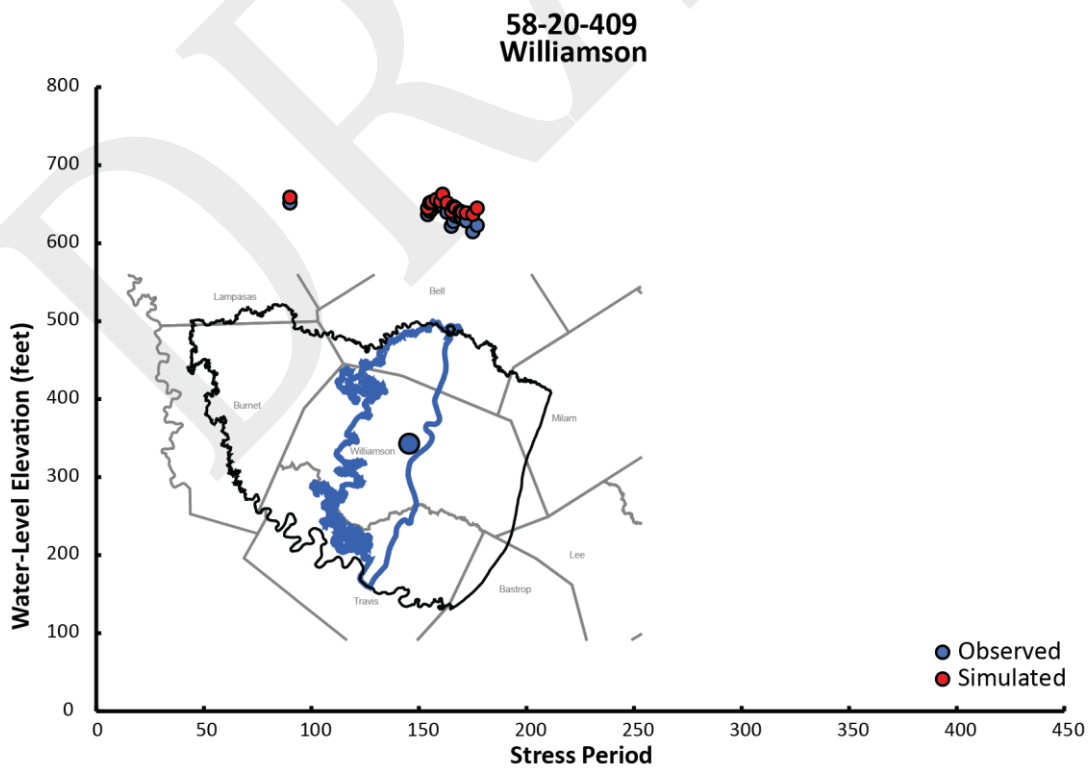 58-20-409
Williamson
800
700
600
500
400
300
200
100
0
Water-Level Elevation (feet)
Lampasas
Bell
Burnet
Milam
Williamson
Lee
Bastrop
Travis
Observed
Simulated
0 50 100 150 200 250 300 350 400 450
Stress Period
DRA